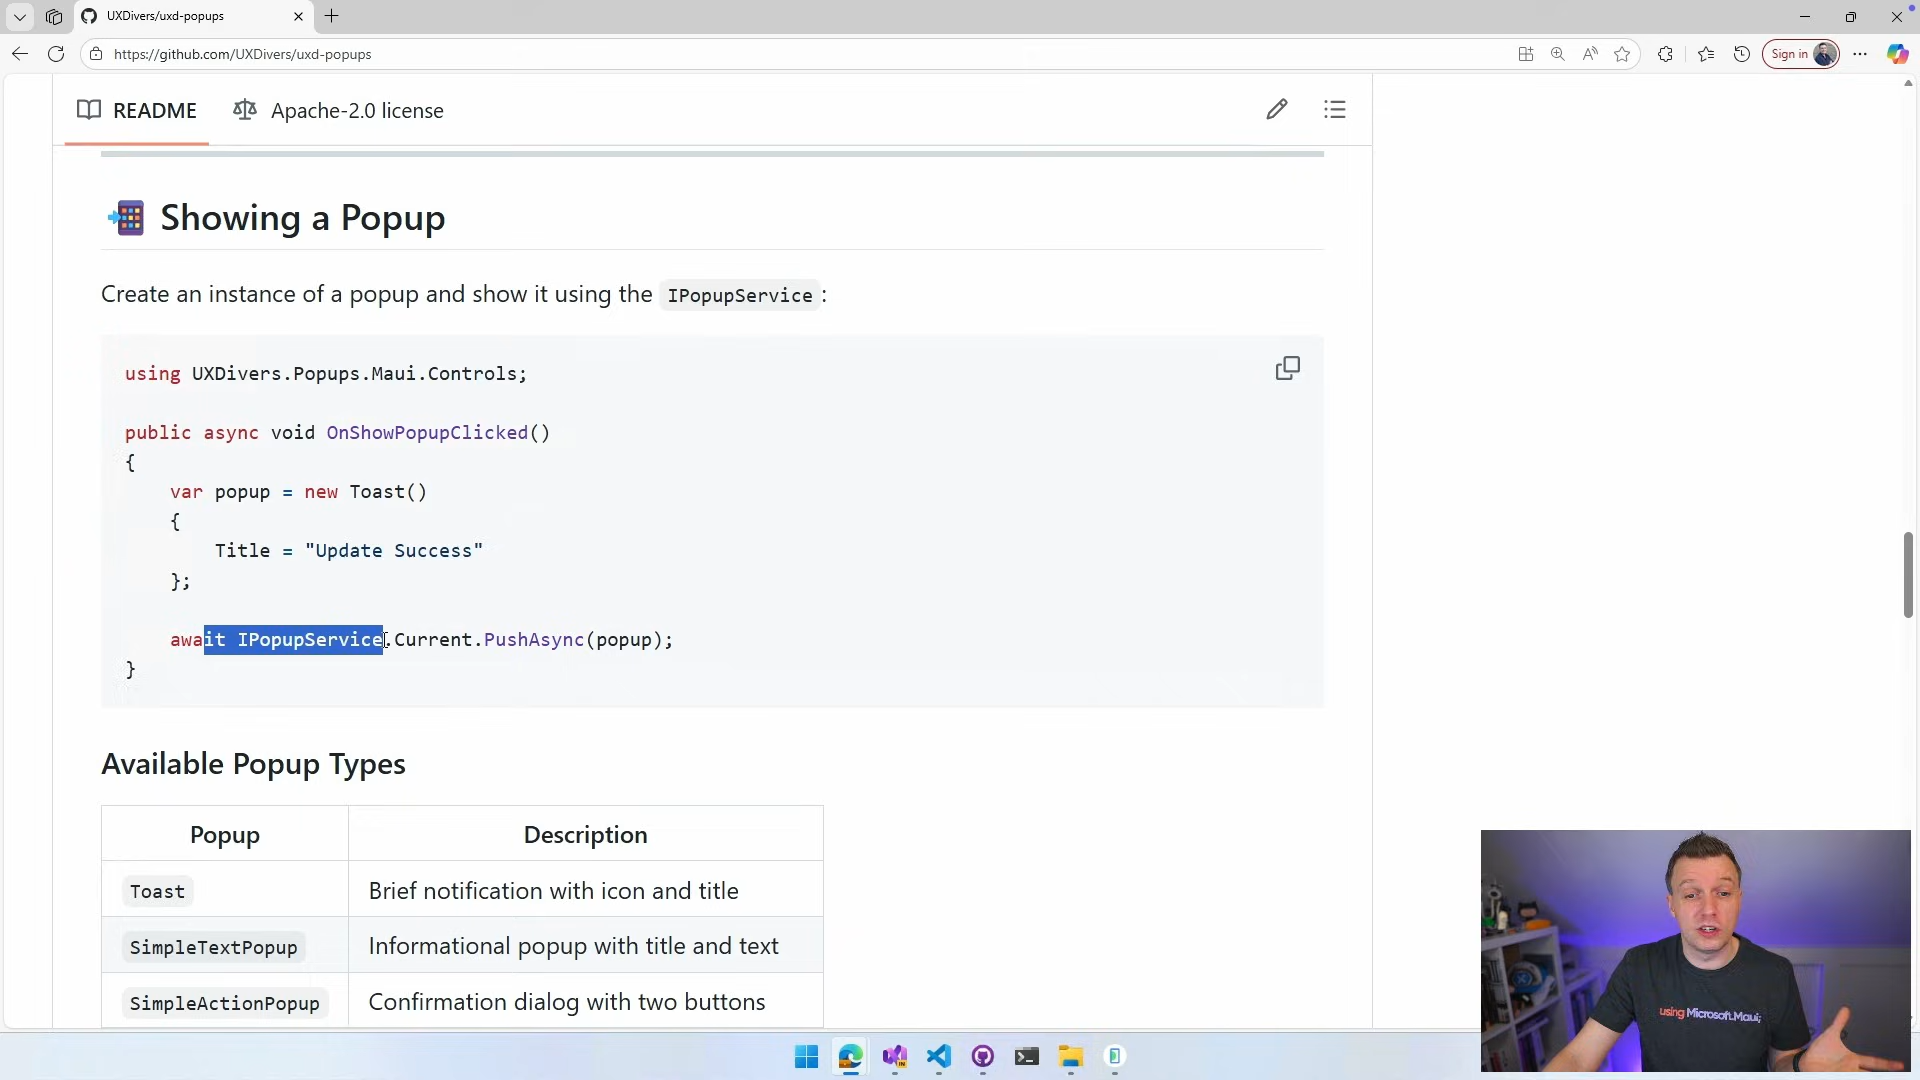 UXDivers/uxd-popups
https://github.com/UXDivers/uxd-popups
Sign in
README
Apache-2.0 license
Showing a Popup
Create an instance of a popup and show it using the IPopupService :
using UXDivers.Popups.Maui.Controls;
public async void OnShowPopupClicked()
{
var popup = new Toast()
{
Title = "Update Success"
};
await IPopupService.Current.PushAsync(popup);
}
Available Popup Types
Popup Description
Toast Brief notification with icon and title
SimpleTextPopup Informational popup with title and text
SimpleActionPopup Confirmation dialog with two buttons
using Microsoft.Maui;